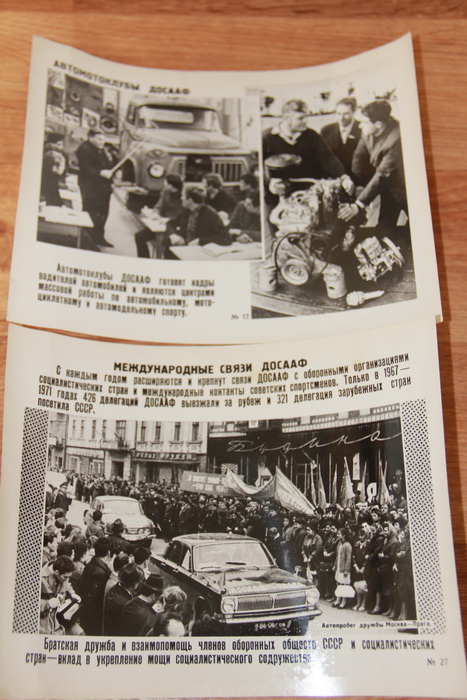 АВТОМОТОКЛУБЫ ДОСААФ
Автомотоклубы ДОСААФ готовят кадры
водителей автомобилей и являются центрами
массовой работы по автомобильному, мото-
циклетному и автомодельному спорту.
№ 12
МЕЖДУНАРОДНЫЕ СВЯЗИ ДОСААФ
С каждым годом расширяются и крепнут связи ДОСААФ с оборонными организациями
социалистических стран и международные контакты советских спортсменов. Только в 1967—
1971 годах 426 делегаций ДОСААФ выезжали за рубеж и 321 делегация зарубежных стран
посетила СССР.
Автопробег дружбы Москва—Прага
Братская дружба и взаимопомощь членов оборонных обществ СССР и социалистических
стран—вклад в укрепление мощи социалистического содружества.
№ 27